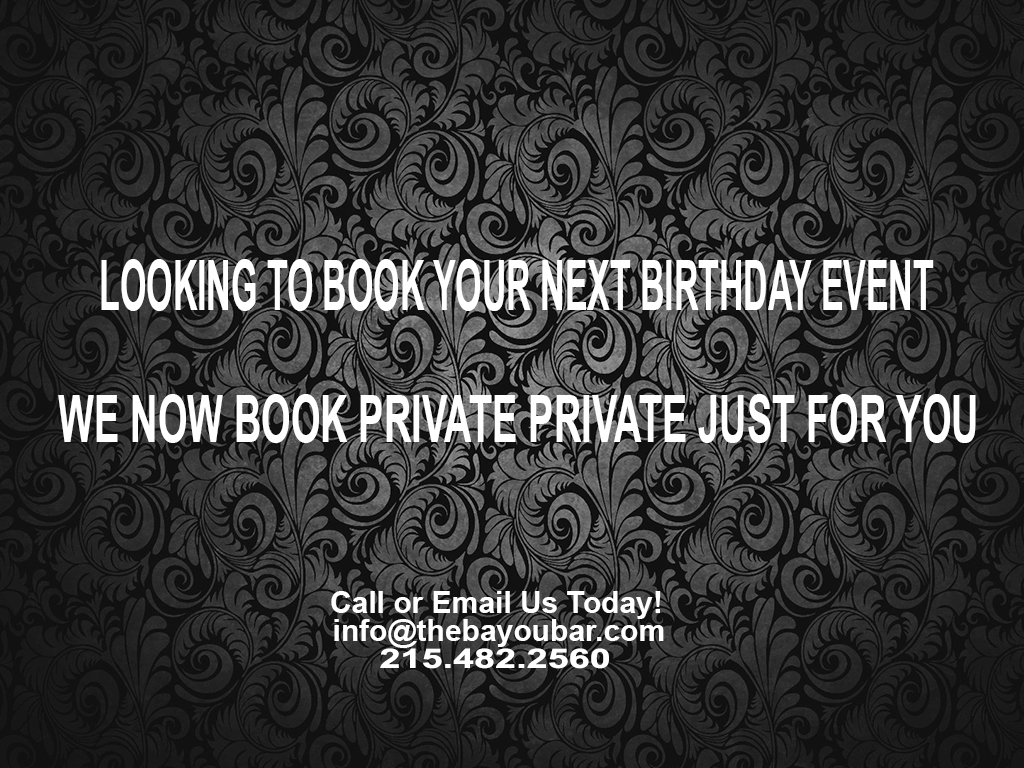 LOOKING TO BOOK YOUR NEXT BIRTHDAY EVENT
WE NOW BOOK PRIVATE PRIVATE JUST FOR YOU
Call or Email Us Today!
info@thebayoubar.com
215.482.2560